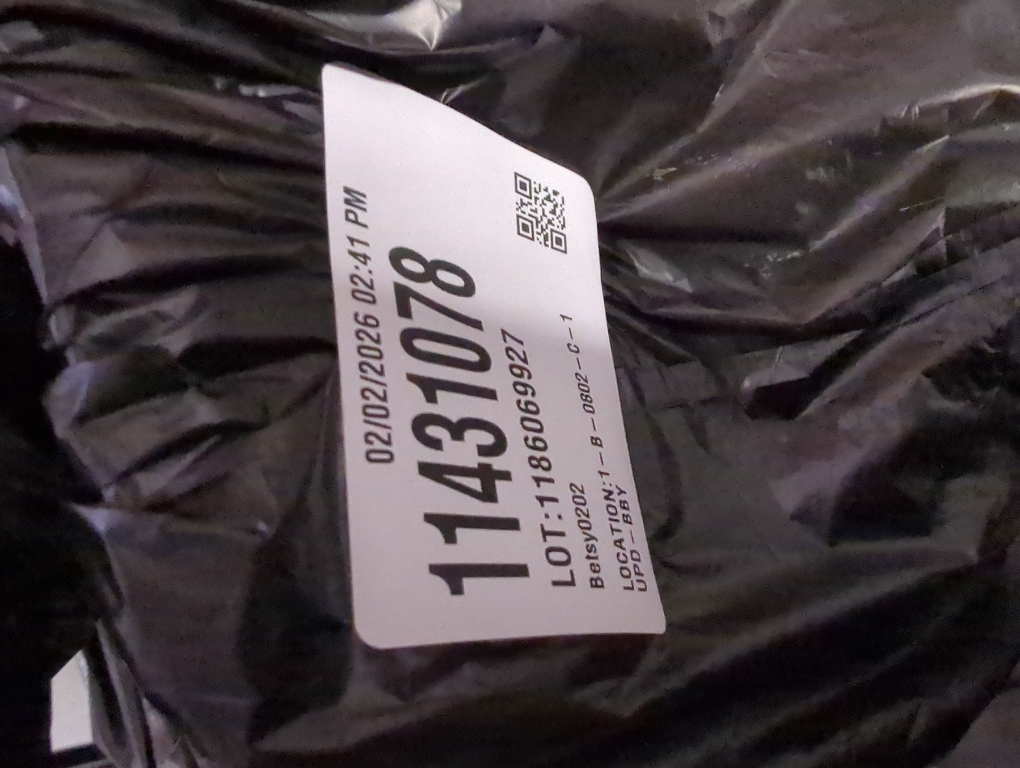 02/02/2026 02:41 PM
11431078
LOT:1186069927
Betsy0202
LOCATION:1-B-0802-C-1
UPD-BBY